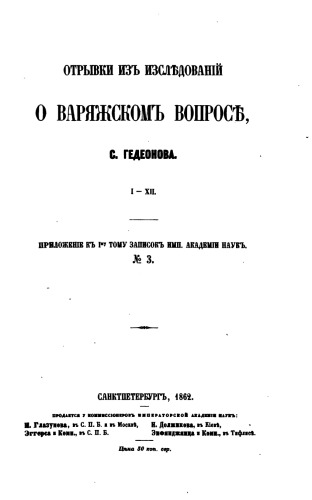 ОТРЫВКИ ИЗЪ ИЗСЛѢДОВАНІЙ
О ВАРЯЖСКОМЪ ВОПРОСѢ,
С. ГЕДЕОНОВА.
I – XII.
ПРИЛОЖЕНІЕ КЪ Iму ТОМУ ЗАПИСОКЪ ИМП. АКАДЕМІИ НАУКЪ.
№ 3.
САНКТПЕТЕРБУРГЪ, 1862.
ПРОДАЕТСЯ У КОММИССІОНЕРОВЪ ИМПЕРАТОРСКОЙ АКАДЕМІИ НАУКЪ:
И. Глазунова, въ С. П. Б. и въ Москвѣ, Н. Должикова, въ Кіевѣ,
Эггерса и Комп., въ С. П. Б. Энфянджянца и Комп., въ Тифлисѣ.
Цѣна 50 коп. сер.